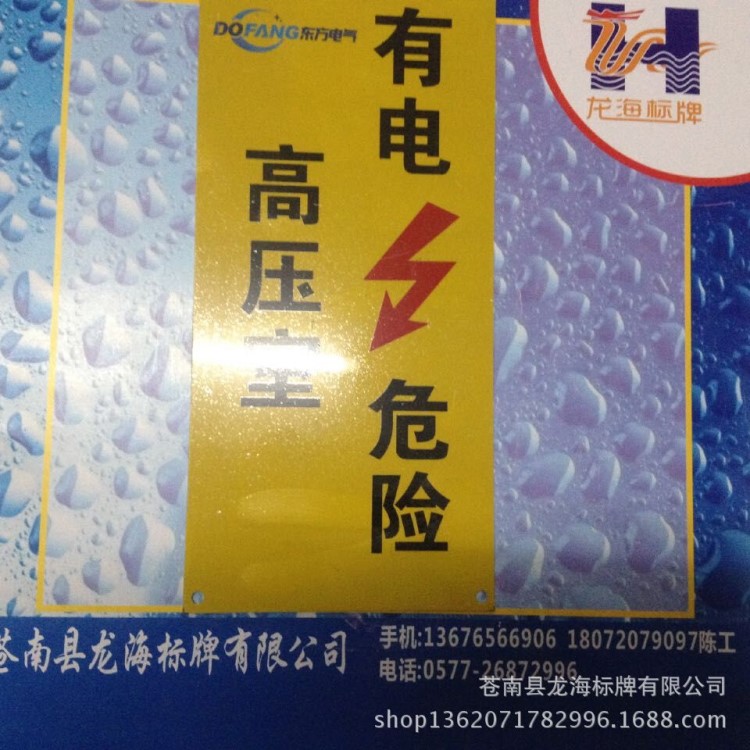 DOFANG东方电气
有电
危险
高压室
龙海标牌
苍南县龙海标牌有限公司
手机:13676566906 18072079097陈工
电话:0577-26872996
苍南县龙海标牌有限公司
shop1362071782996.1688.com